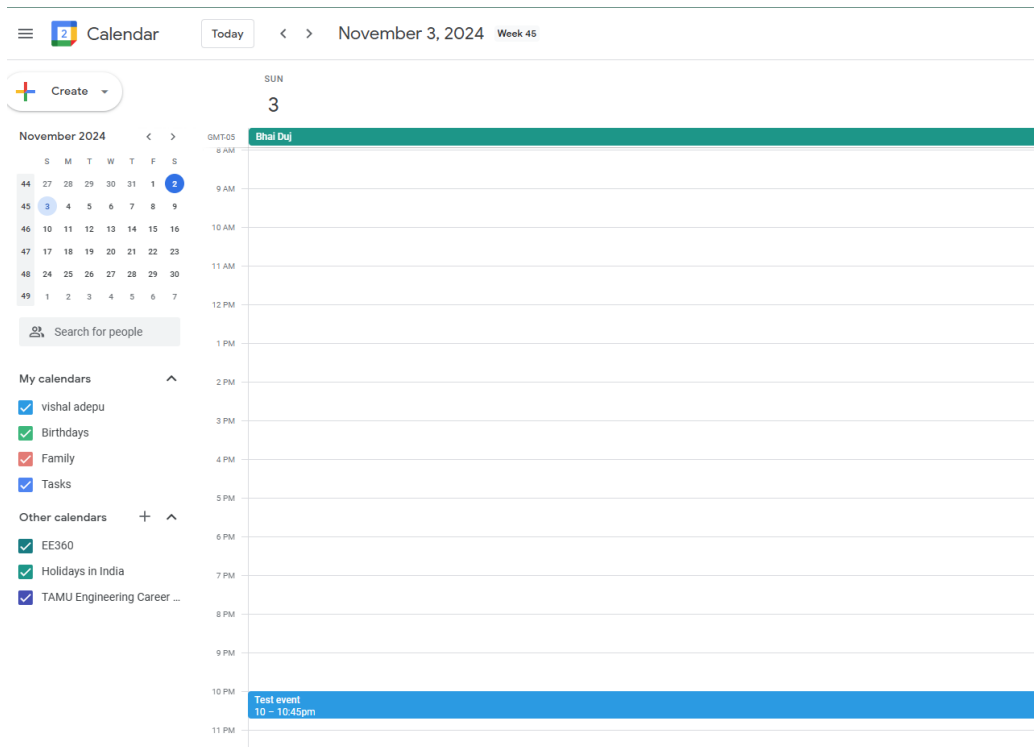 2 Calendar Today November 3, 2024 Week 45
Create
November 2024
S M T W T F S
44 27 28 29 30 31 1 2
45 3 4 5 6 7 8 9
46 10 11 12 13 14 15 16
47 17 18 19 20 21 22 23
48 24 25 26 27 28 29 30
49 1 2 3 4 5 6 7
Search for people
My calendars
vishal adepu
Birthdays
Family
Tasks
Other calendars
EE360
Holidays in India
TAMU Engineering Career ...
SUN
3
GMT-05 Bhai Duj
8 AM
9 AM
10 AM
11 AM
12 PM
1 PM
2 PM
3 PM
4 PM
5 PM
6 PM
7 PM
8 PM
9 PM
10 PM
Test event
10 – 10:45pm
11 PM